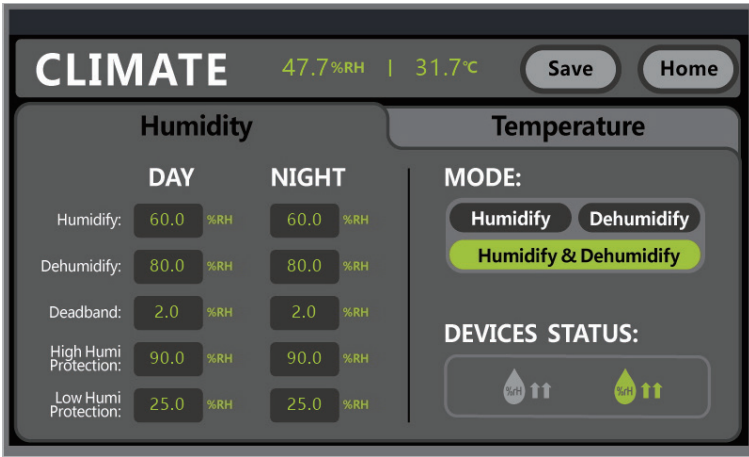 CLIMATE 47.7%RH | 31.7℃ Save Home
Humidity Temperature
DAY NIGHT MODE:
Humidify: 60.0 %RH 60.0 %RH Humidify Dehumidify
Dehumidify: 80.0 %RH 80.0 %RH Humidify & Dehumidify
Deadband: 2.0 %RH 2.0 %RH
DEVICES STATUS:
High Humi
Protection: 90.0 %RH 90.0 %RH
%rH %rH
Low Humi
Protection: 25.0 %RH 25.0 %RH